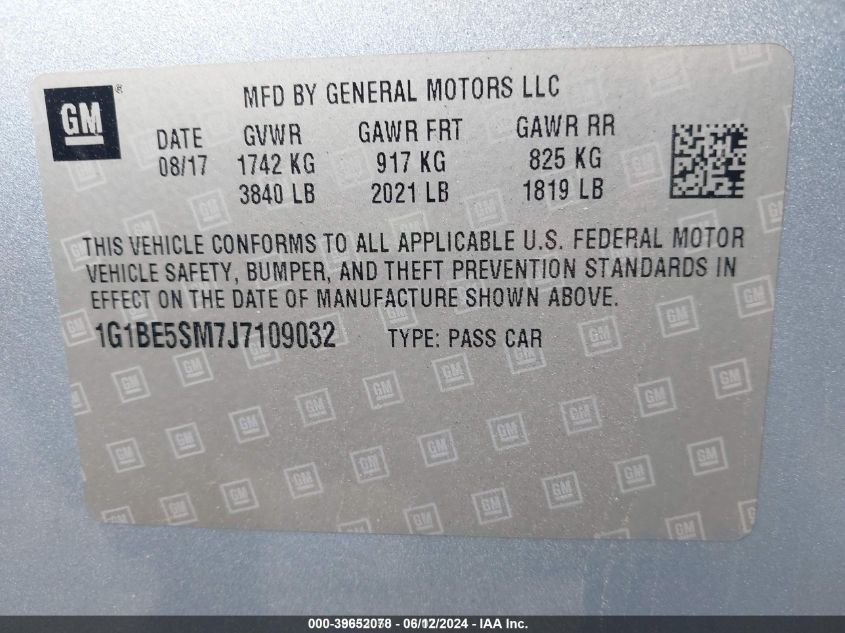 GM ®
MFD BY GENERAL MOTORS LLC
DATE GVWR GAWR FRT GAWR RR
08/17 1742 KG 917 KG 825 KG
3840 LB 2021 LB 1819 LB
THIS VEHICLE CONFORMS TO ALL APPLICABLE U.S. FEDERAL MOTOR
VEHICLE SAFETY, BUMPER, AND THEFT PREVENTION STANDARDS IN
EFFECT ON THE DATE OF MANUFACTURE SHOWN ABOVE.
1G1BE5SM7J7109032 TYPE: PASS CAR
000-39652078 - 06/12/2024 - IAA Inc.